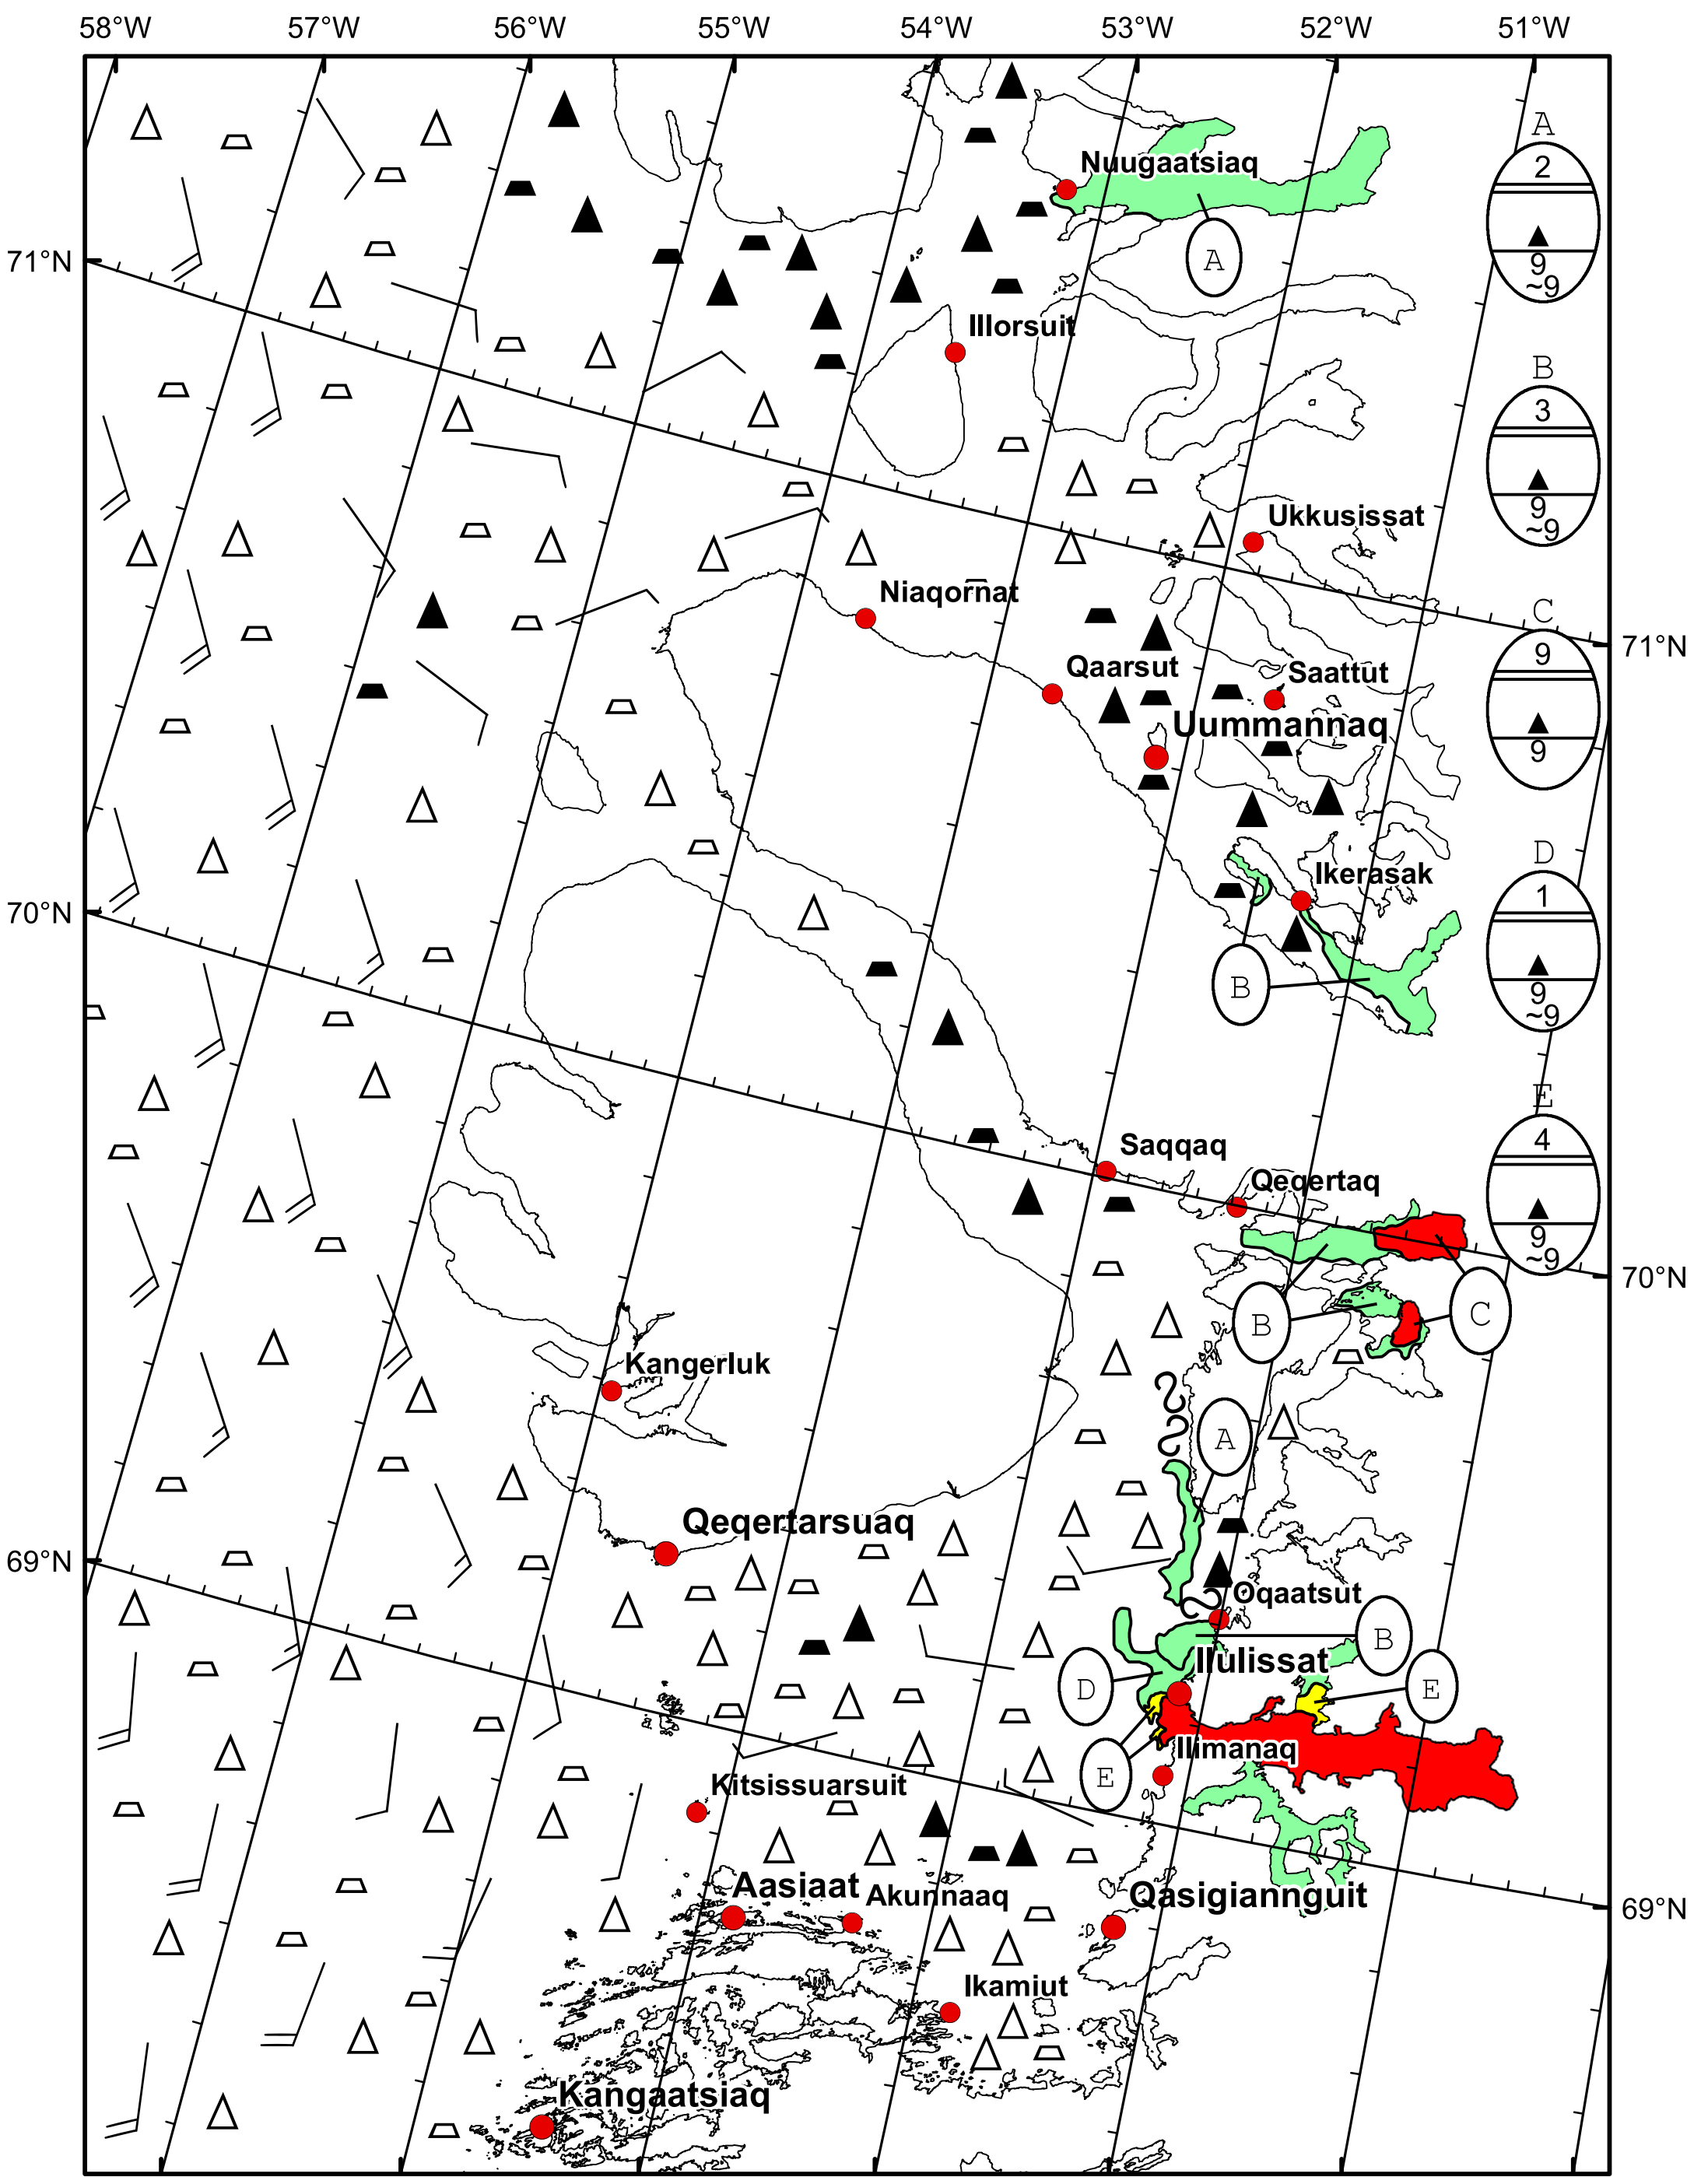 58°W 57°W 56°W 55°W 54°W 53°W 52°W 51°W
A
2
9
~9
Nuugaatsiaq
A
71°N
Illorsuit
B
3
9
~9
Ukkusissat
Niaqornat
C
9
9
71°N
Qaarsut
Saattut
Uummannaq
D
1
9
~9
Ikerasak
70°N
B
E
4
9
~9
Saqqaq
Qeqertaq
70°N
B
C
Kangerluk
A
Qeqertarsuaq
69°N
Oqaatsut
B
Ilulissat
D
E
Ilimanaq
E
Kitsissuarsuit
Aasiaat
Akunnaaq
Qasigiannguit
69°N
Ikamiut
Kangaatsiaq